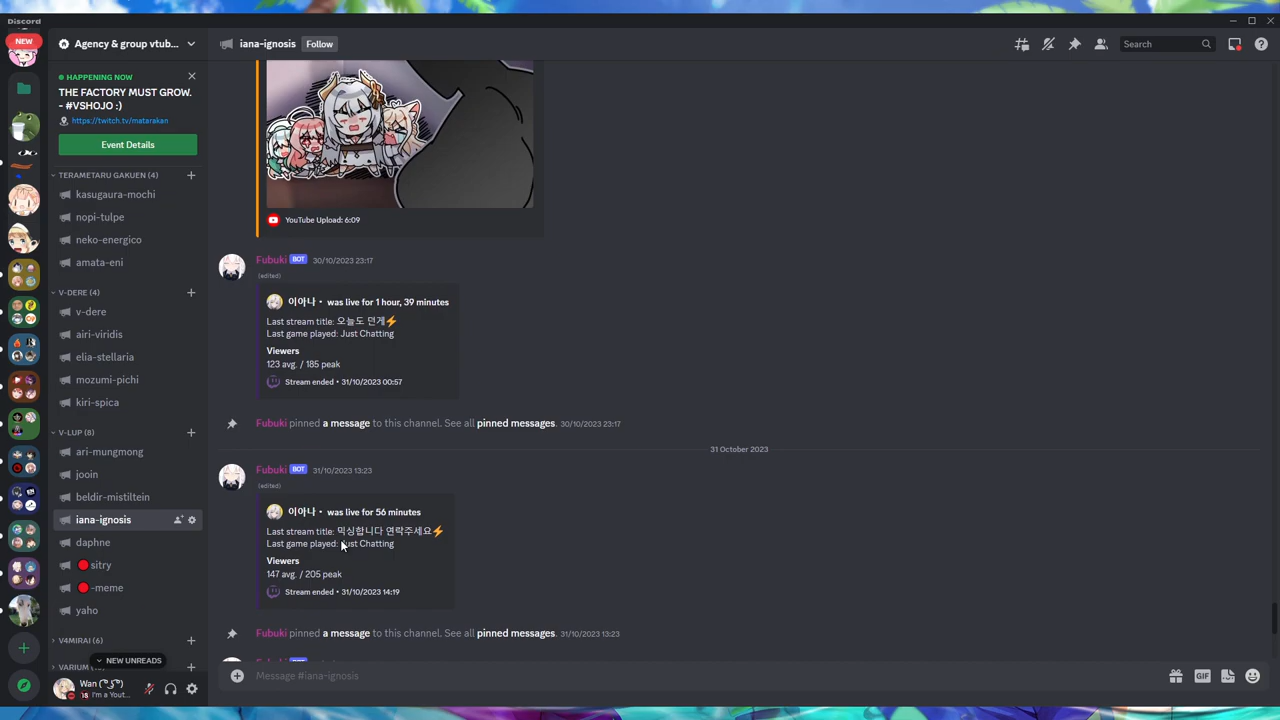 Discord
NEW
Agency & group vtub...
HAPPENING NOW
THE FACTORY MUST GROW.
- #VSHOJO :)
https://twitch.tv/matarakan
Event Details
TERAMETARU GAKUEN (4)
kasugaura-mochi
nopi-tulpe
neko-energico
amata-eni
V-DERE (4)
v-dere
airi-viridis
elia-stellaria
mozumi-pichi
kiri-spica
V-LUP (8)
ari-mungmong
jooin
beldir-mistiltein
iana-ignosis
daphne
sitry
-meme
yaho
V4MIRAI (6)
NEW UNREADS
Wan
I'm a Yout...
iana-ignosis
Follow
Search
YouTube Upload: 6:09
Fubuki BOT 30/10/2023 23:17
(edited)
이아나・ was live for 1 hour, 39 minutes
Last stream title: 오늘도 던게⚡
Last game played: Just Chatting
Viewers
123 avg. / 185 peak
Stream ended • 31/10/2023 00:57
Fubuki pinned a message to this channel. See all pinned messages. 30/10/2023 23:17
31 October 2023
Fubuki BOT 31/10/2023 13:23
(edited)
이아나・ was live for 56 minutes
Last stream title: 믹싱합니다 연락주세요⚡
Last game played: Just Chatting
Viewers
147 avg. / 205 peak
Stream ended • 31/10/2023 14:19
Fubuki pinned a message to this channel. See all pinned messages. 31/10/2023 13:23
Message #iana-ignosis
GIF